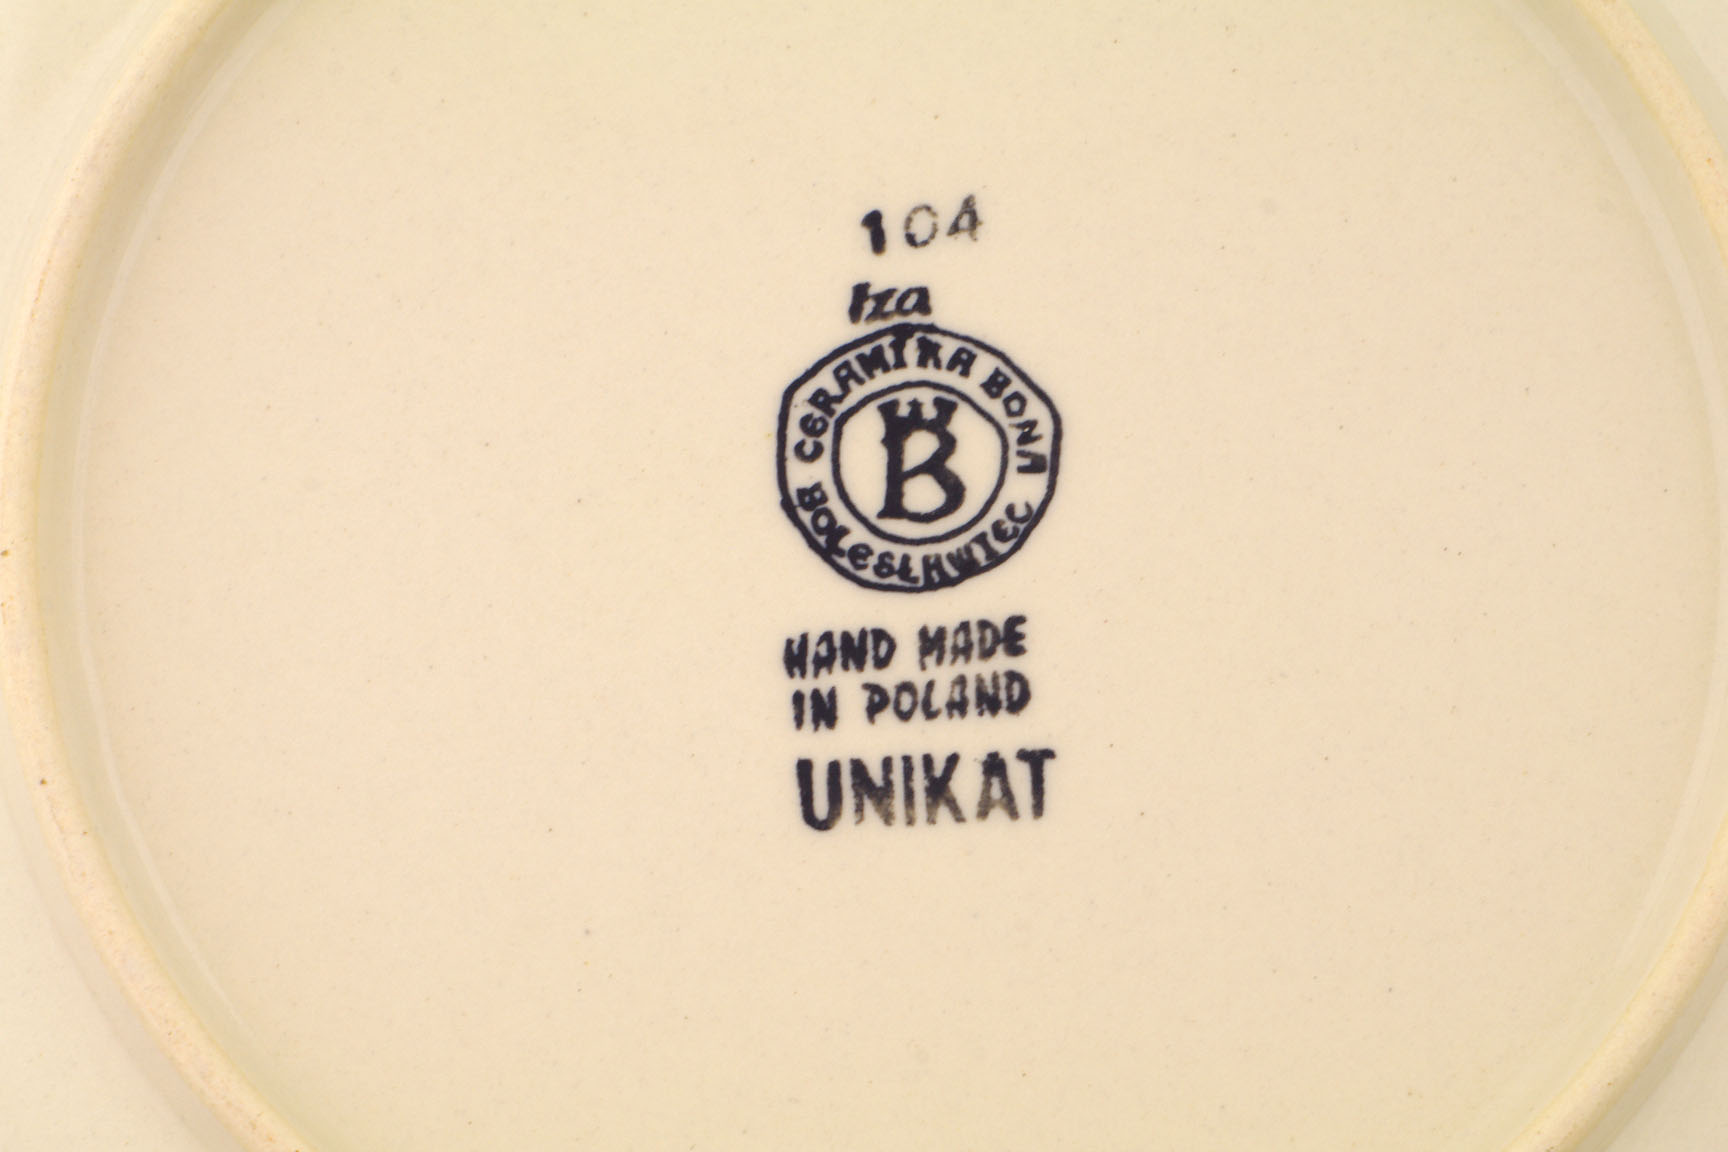 104
Iza
CERAMIKA BONA
B
BOLESŁAWIEC
HAND MADE
IN POLAND
UNIKAT